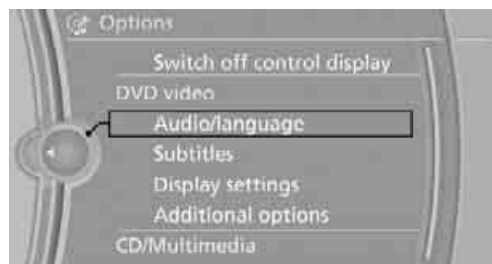 Options
Switch off control display
DVD video
Audio/language
Subtitles
Display settings
Additional options
CD/Multimedia